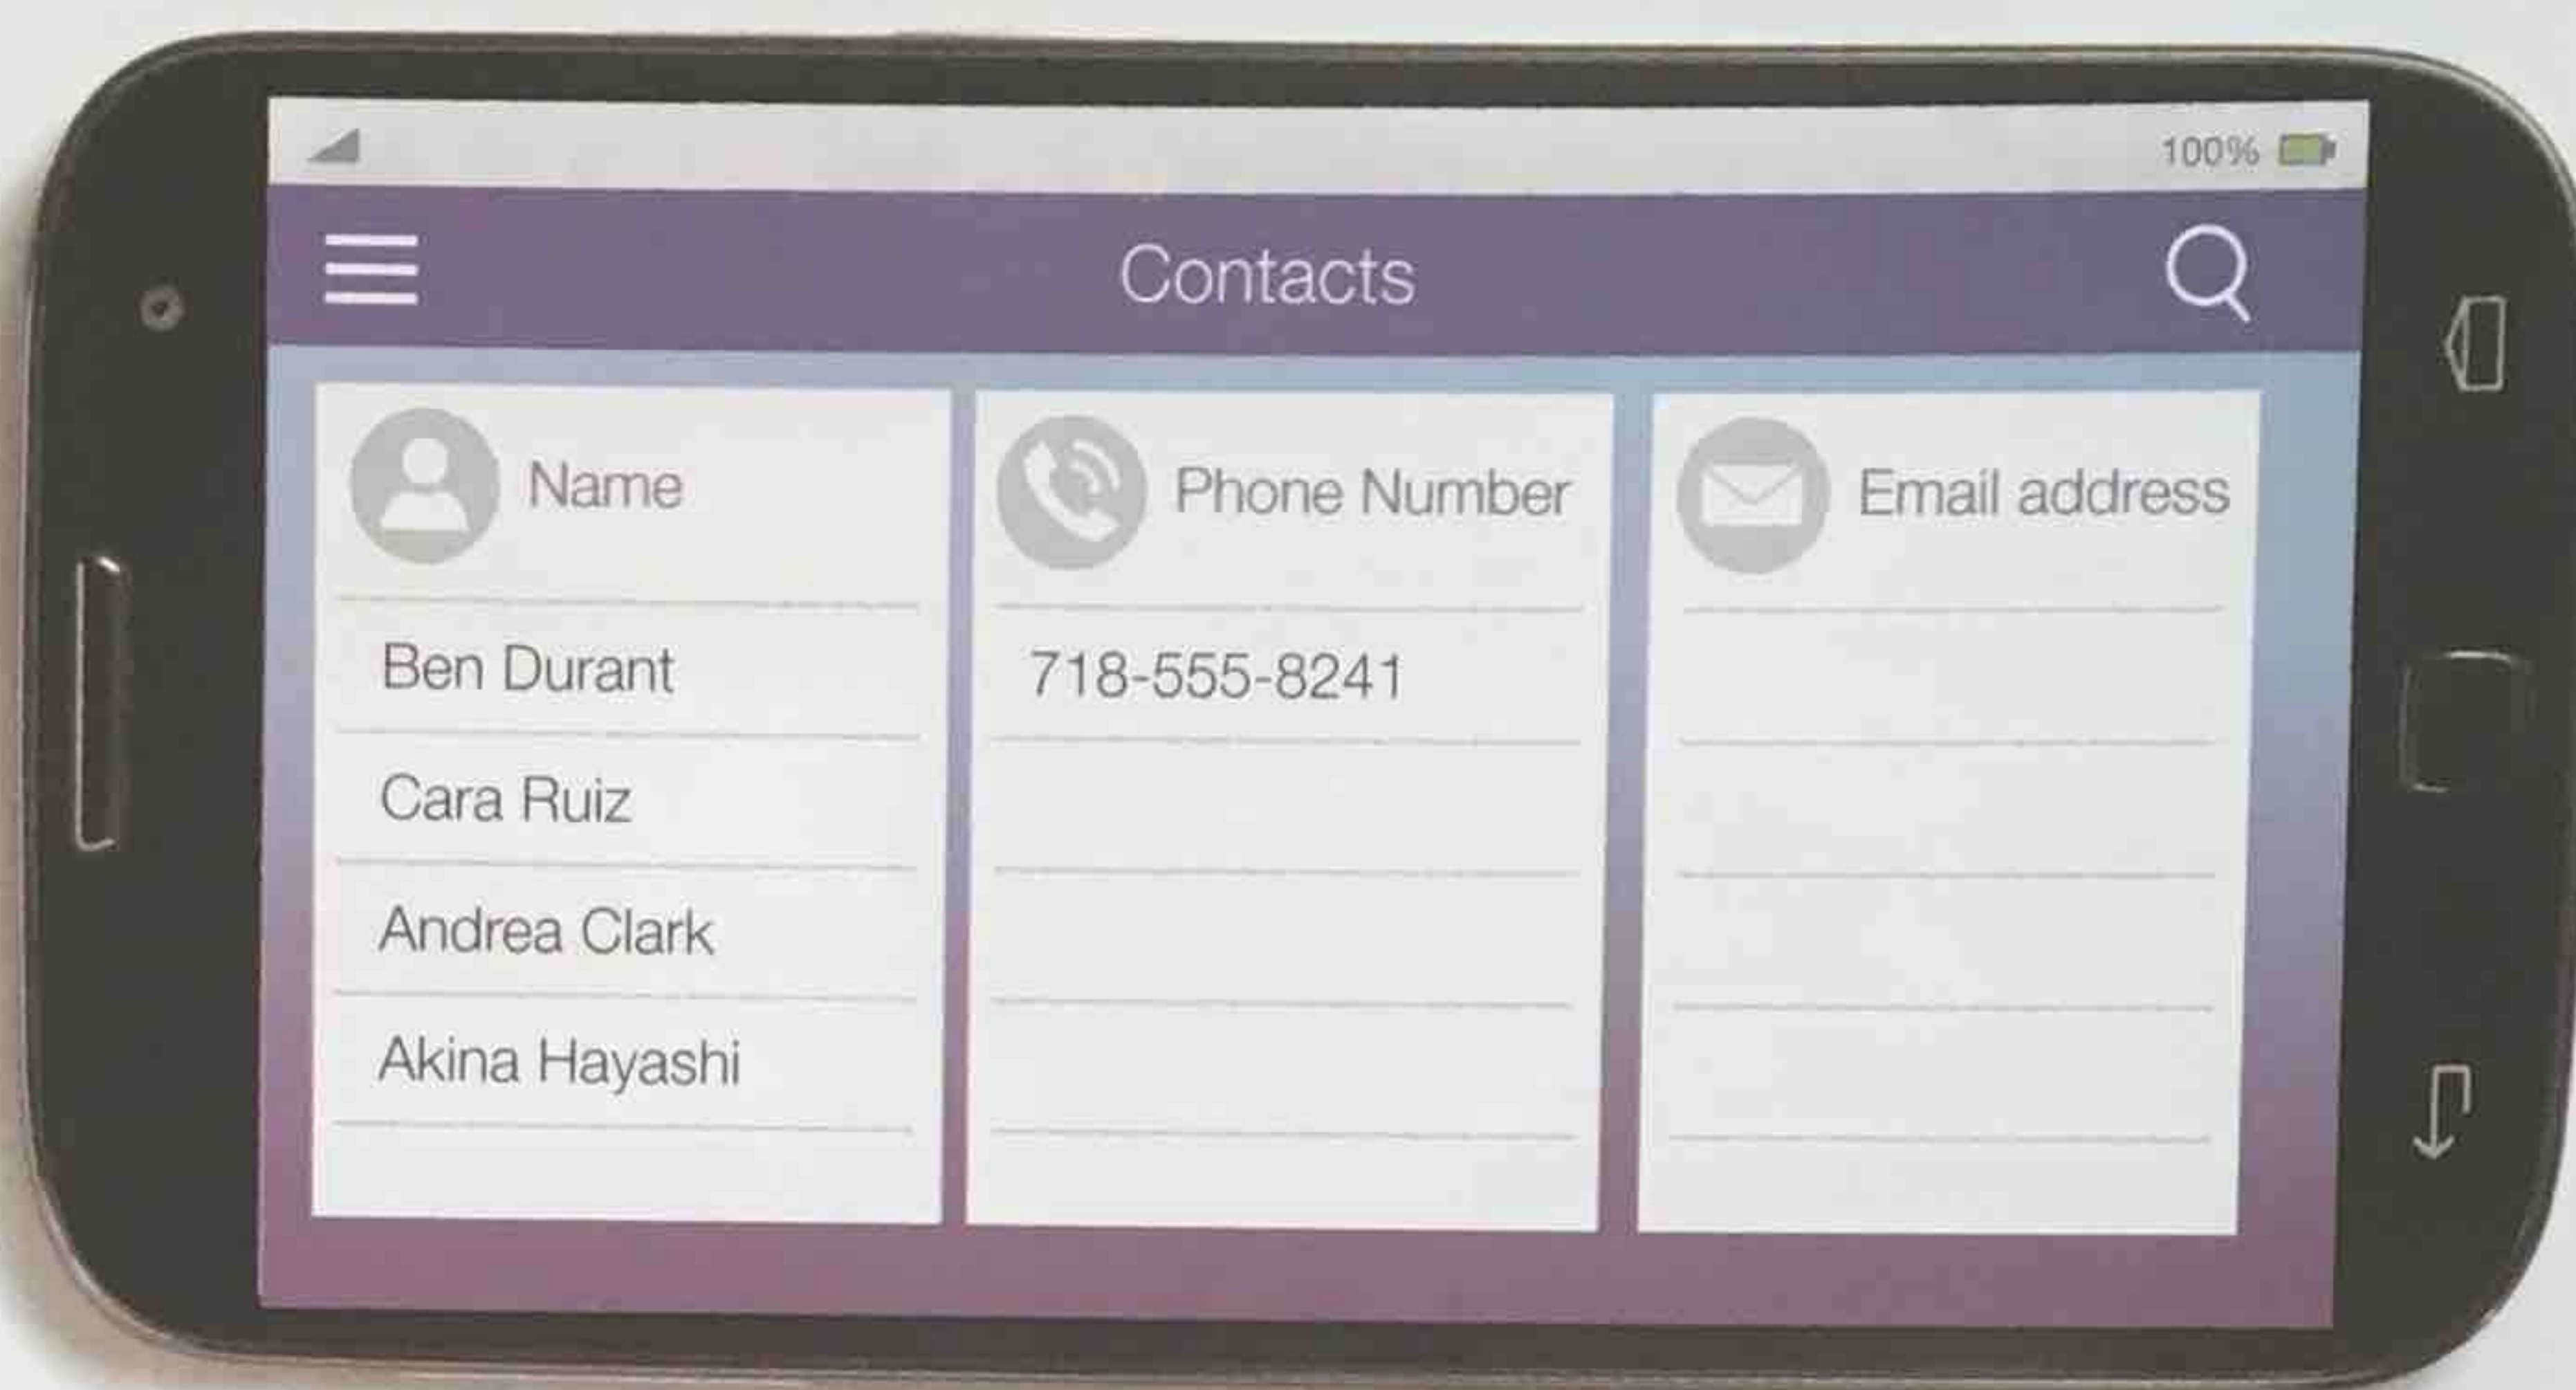 100%
Contacts
Name Phone Number Email address
Ben Durant 718-555-8241
Cara Ruiz
Andrea Clark
Akina Hayashi